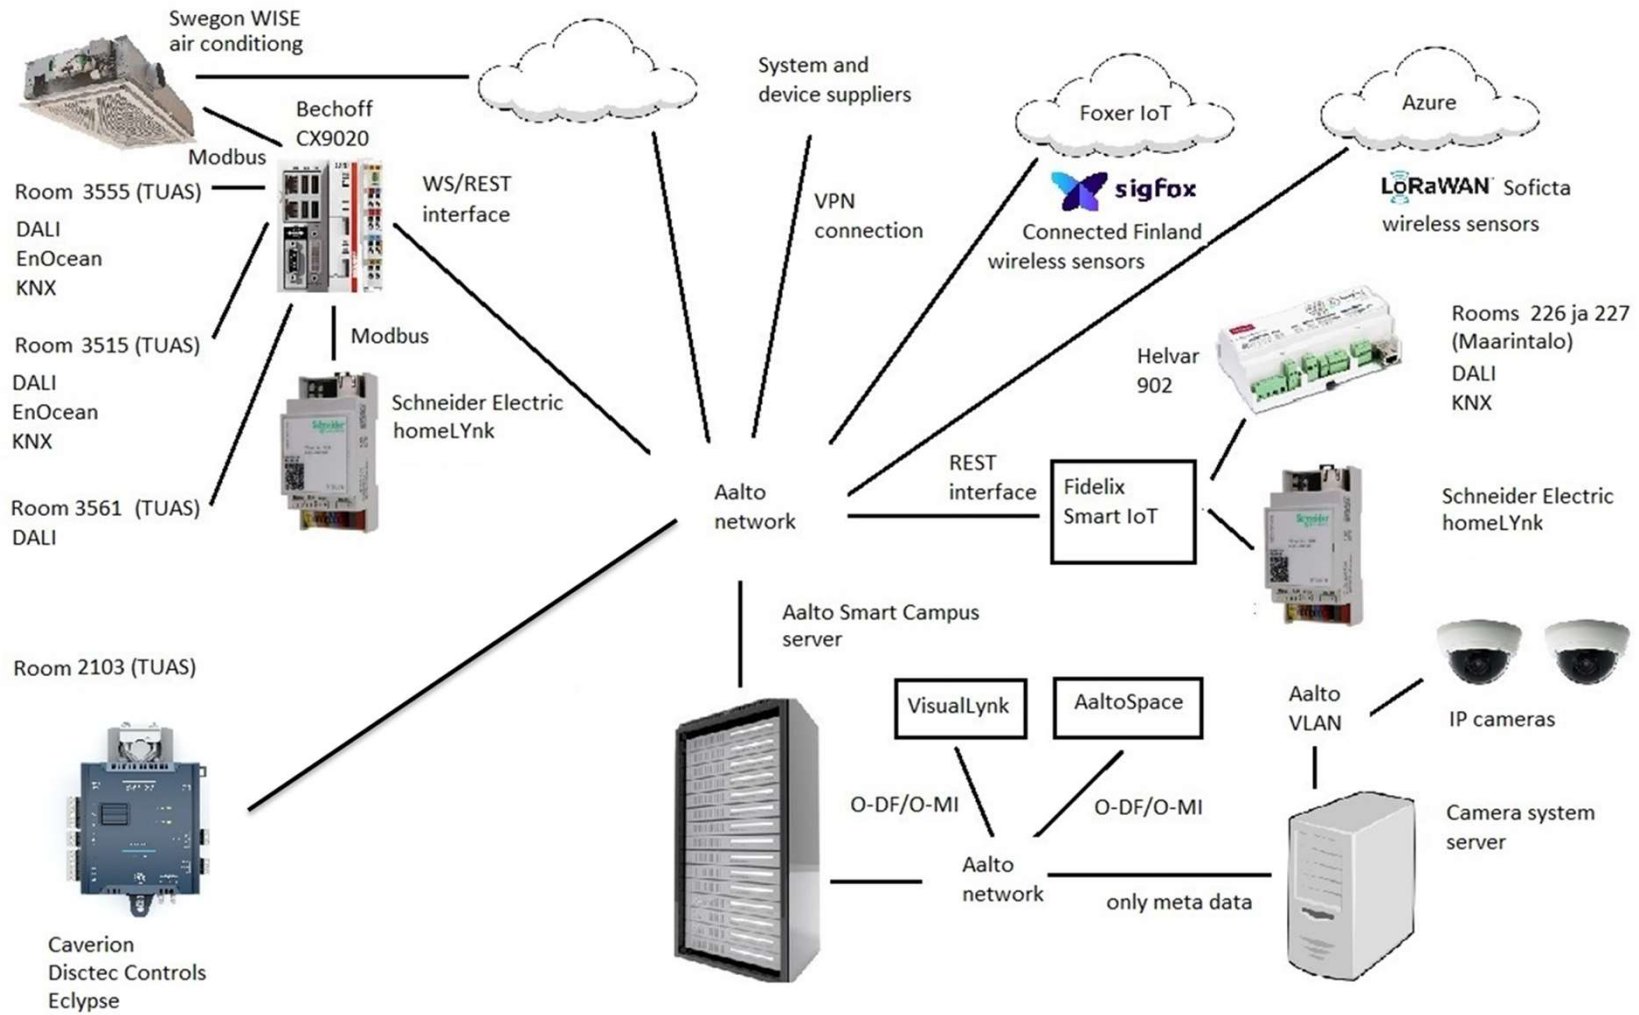 Swegon WISE
air conditiong
System and
device suppliers
Foxer IoT
Azure
Bechoff
CX9020
Modbus
Room 3555 (TUAS)
DALI
EnOcean
KNX
WS/REST
interface
VPN
connection
sigfox
Connected Finland
wireless sensors
LoRaWAN Soficta
wireless sensors
Room 3515 (TUAS)
DALI
EnOcean
KNX
Modbus
Schneider Electric
homeLYnk
Schneider
Helvar
902
Rooms 226 ja 227
(Maarintalo)
DALI
KNX
Room 3561 (TUAS)
DALI
Aalto
network
REST
interface
Fidelix
Smart IoT
Schneider Electric
homeLYnk
Schneider
Aalto Smart Campus
server
Room 2103 (TUAS)
VisualLynk
AaltoSpace
Aalto
VLAN
IP cameras
O-DF/O-MI
O-DF/O-MI
Camera system
server
Aalto
network
only meta data
Caverion
Disctec Controls
Eclypse